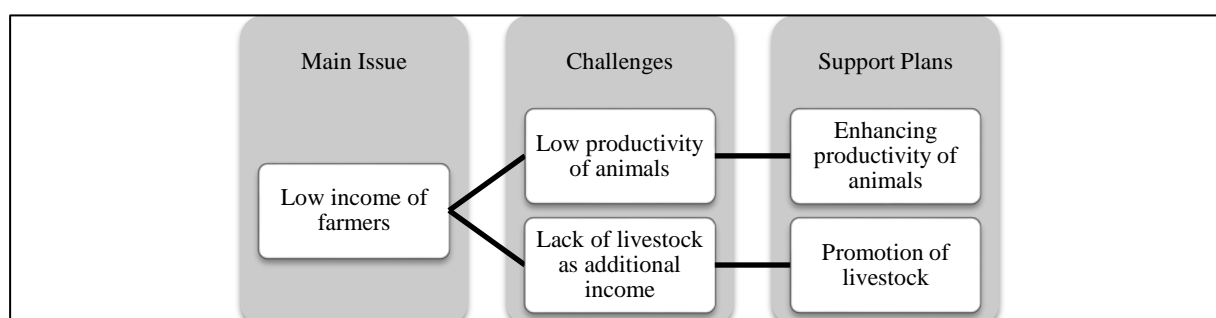 Main Issue
Challenges
Support Plans
Low income of
farmers
Low productivity
of animals
Enhancing
productivity of
animals
Lack of livestock
as additional
income
Promotion of
livestock